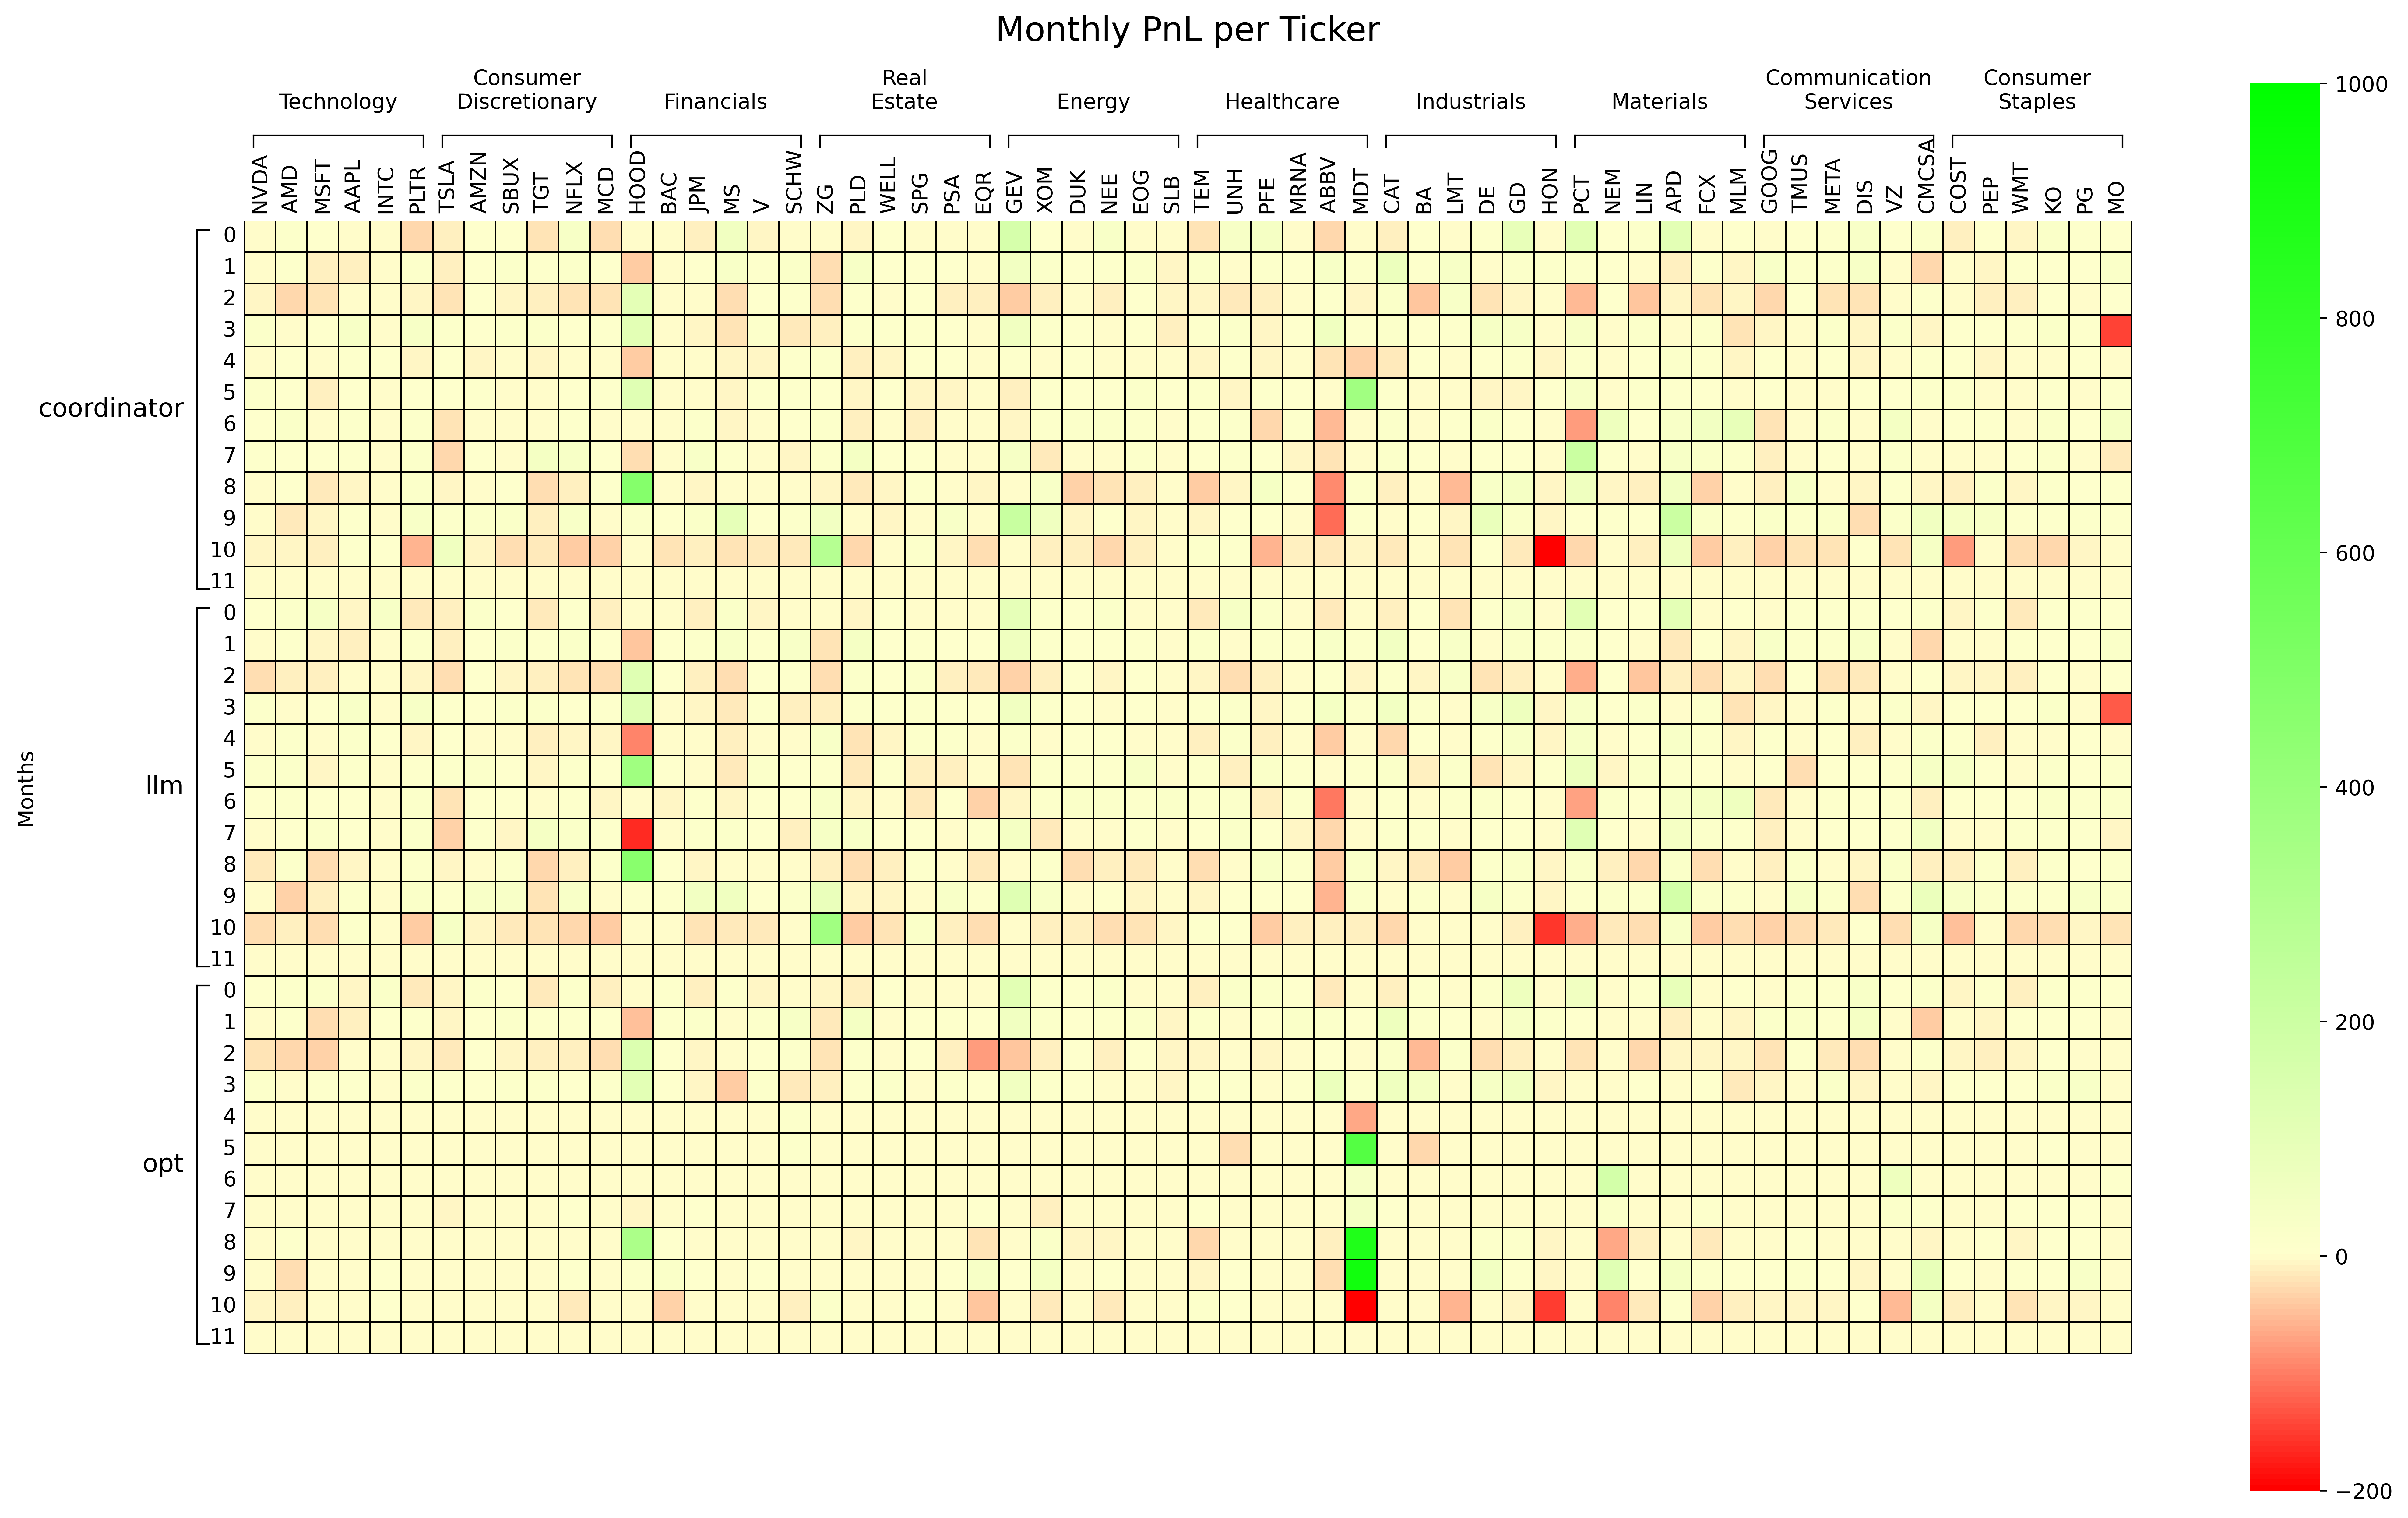 Monthly PnL per Ticker
Technology
Consumer
Discretionary
Financials
Real
Estate
Energy
Healthcare
Industrials
Materials
Communication
Services
Consumer
Staples
NVDA AMD MSFT AAPL INTC PLTR TSLA AMZN SBUX TGT NFLX MCD HOOD BAC JPM MS V SCHW ZG PLD WELL SPG PSA EQR GEV XOM DUK NEE EOG SLB TEM UNH PFE MRNA ABBV MDT CAT BA LMT DE GD HON PCT NEM LIN APD FCX MLM GOOG TMUS META DIS VZ CMCSA COST PEP WMT KO PG MO
Months
coordinator
0
1
2
3
4
5
6
7
8
9
10
11
llm
0
1
2
3
4
5
6
7
8
9
10
11
opt
0
1
2
3
4
5
6
7
8
9
10
11
1000
800
600
400
200
0
−200